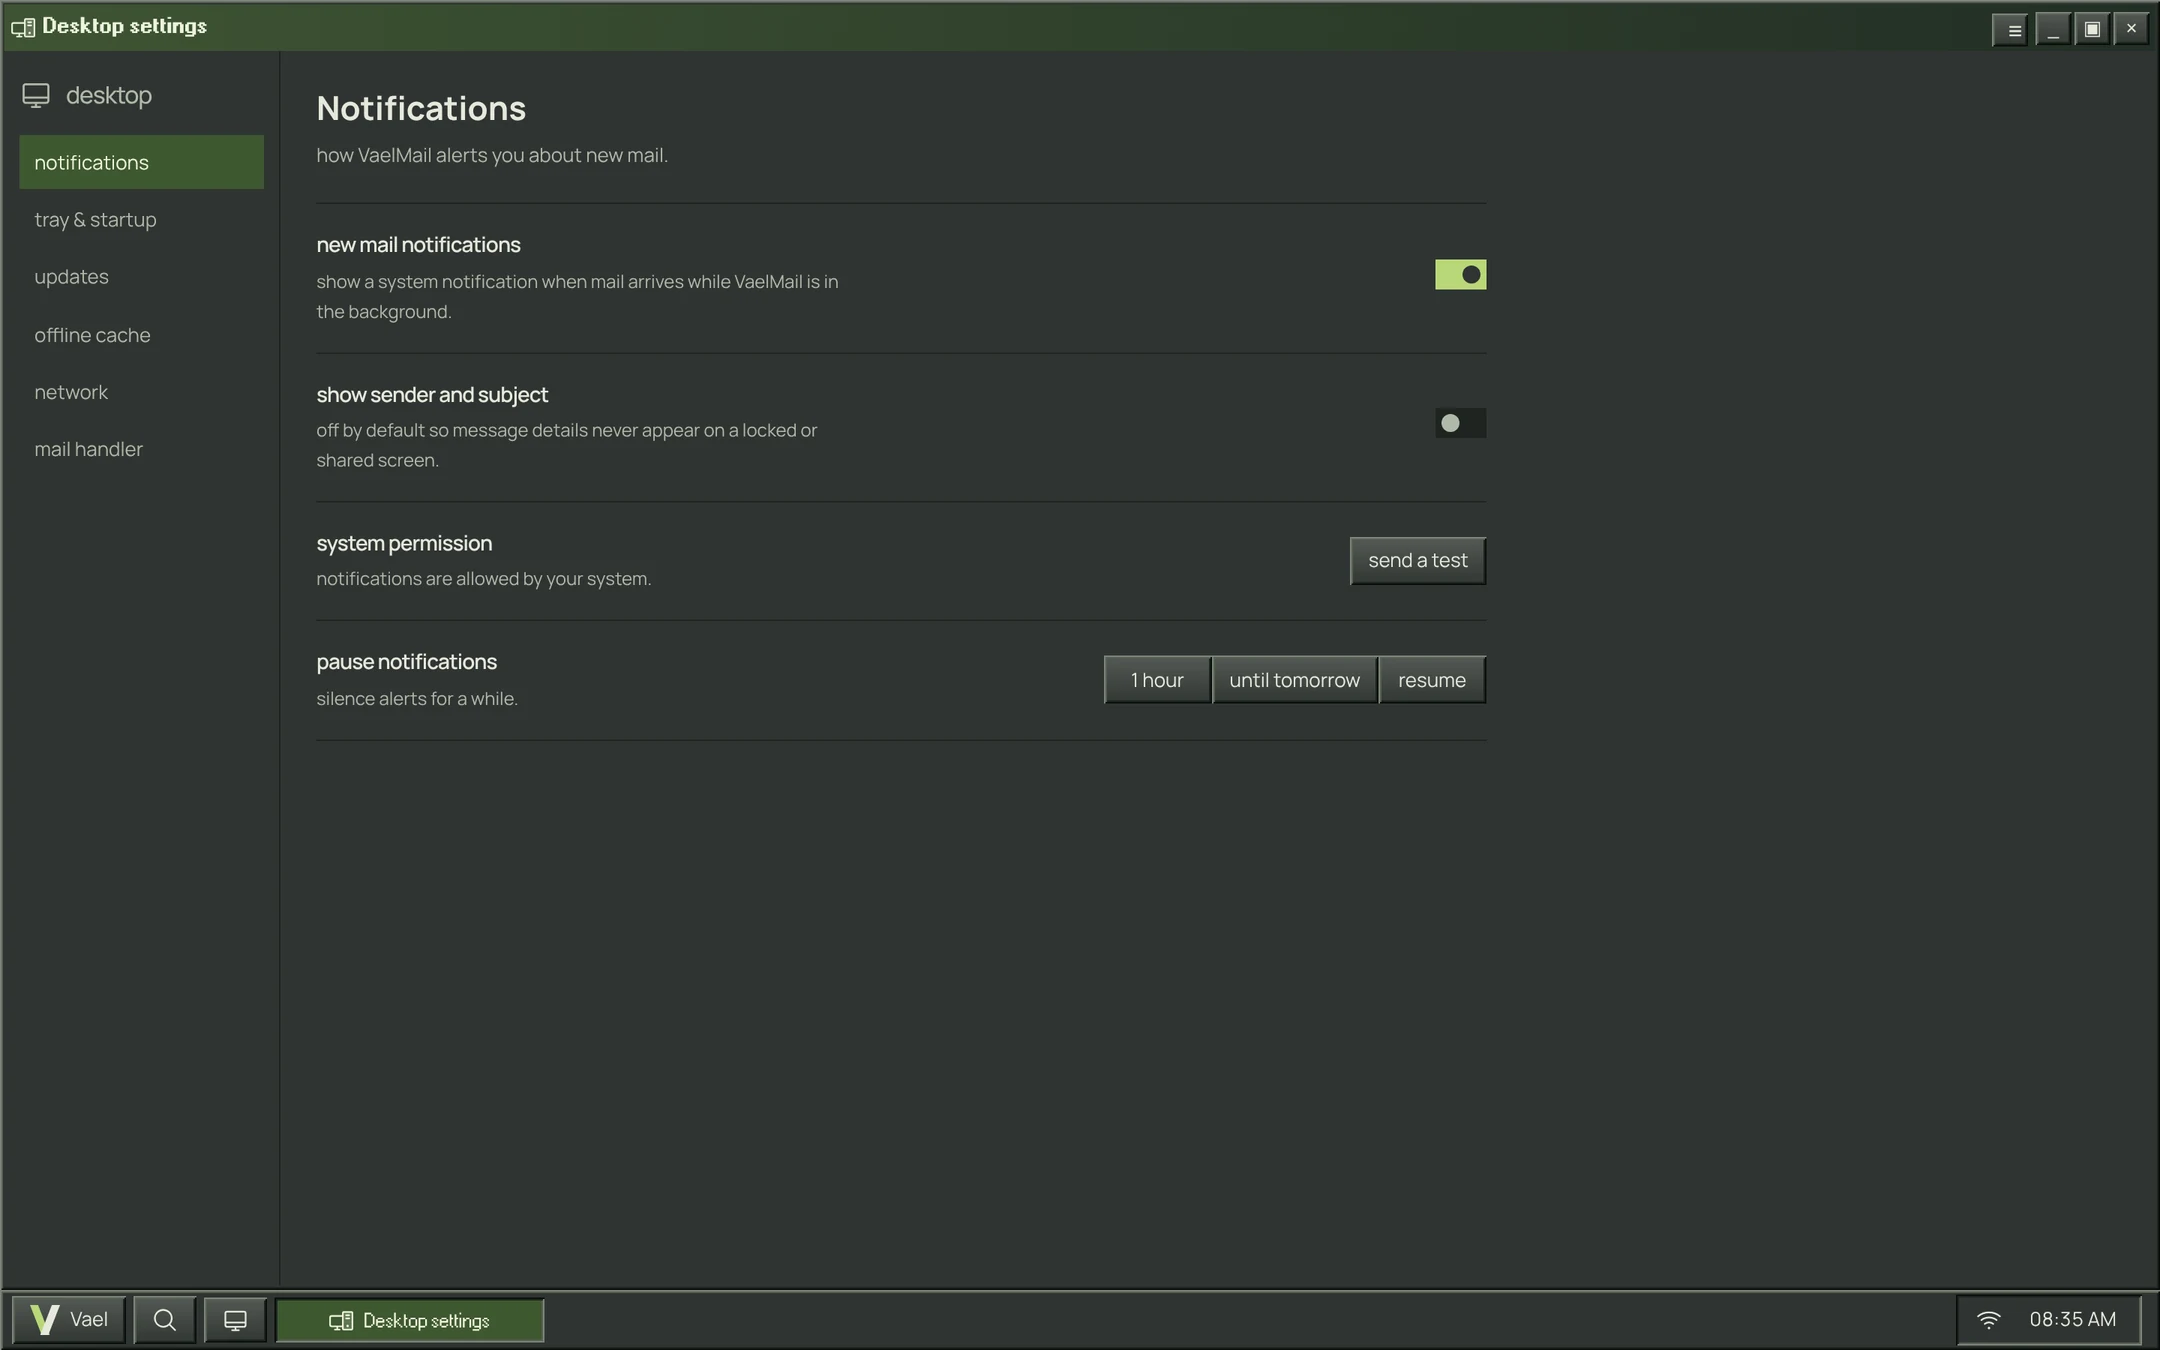 Desktop settings
desktop
notifications
tray & startup
updates
offline cache
network
mail handler
Notifications
how VaelMail alerts you about new mail.
new mail notifications
show a system notification when mail arrives while VaelMail is in
the background.
show sender and subject
off by default so message details never appear on a locked or
shared screen.
system permission
notifications are allowed by your system.
send a test
pause notifications
silence alerts for a while.
1 hour
until tomorrow
resume
Vael
Desktop settings
08:35 AM